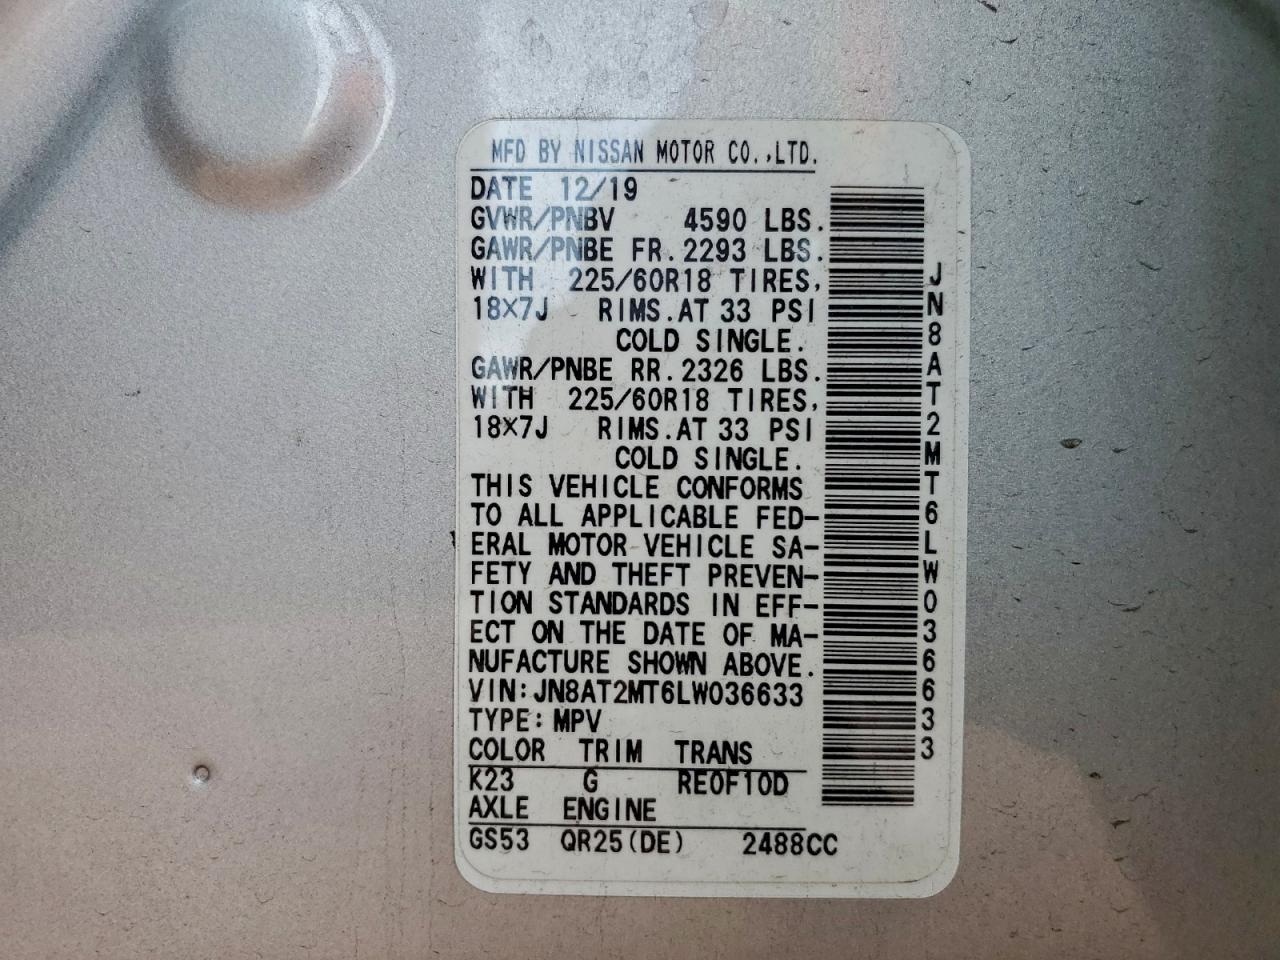 MFD BY NISSAN MOTOR CO.,LTD.
DATE 12/19
GVWR/PNBV 4590 LBS.
GAWR/PNBE FR. 2293 LBS.
WITH 225/60R18 TIRES,
18×7J RIMS. AT 33 PSI
COLD SINGLE.
GAWR/PNBE RR. 2326 LBS.
WITH 225/60R18 TIRES,
18×7J RIMS. AT 33 PSI
COLD SINGLE.
THIS VEHICLE CONFORMS
TO ALL APPLICABLE FED-
ERAL MOTOR VEHICLE SA-
FETY AND THEFT PREVEN-
TION STANDARDS IN EFF-
ECT ON THE DATE OF MA-
NUFACTURE SHOWN ABOVE.
VIN:JN8AT2MT6LW036633
TYPE:MPV
COLOR TRIM TRANS
K23 G RE0F10D
AXLE ENGINE
GS53 QR25(DE) 2488CC
JN8AT2MT6LW036633